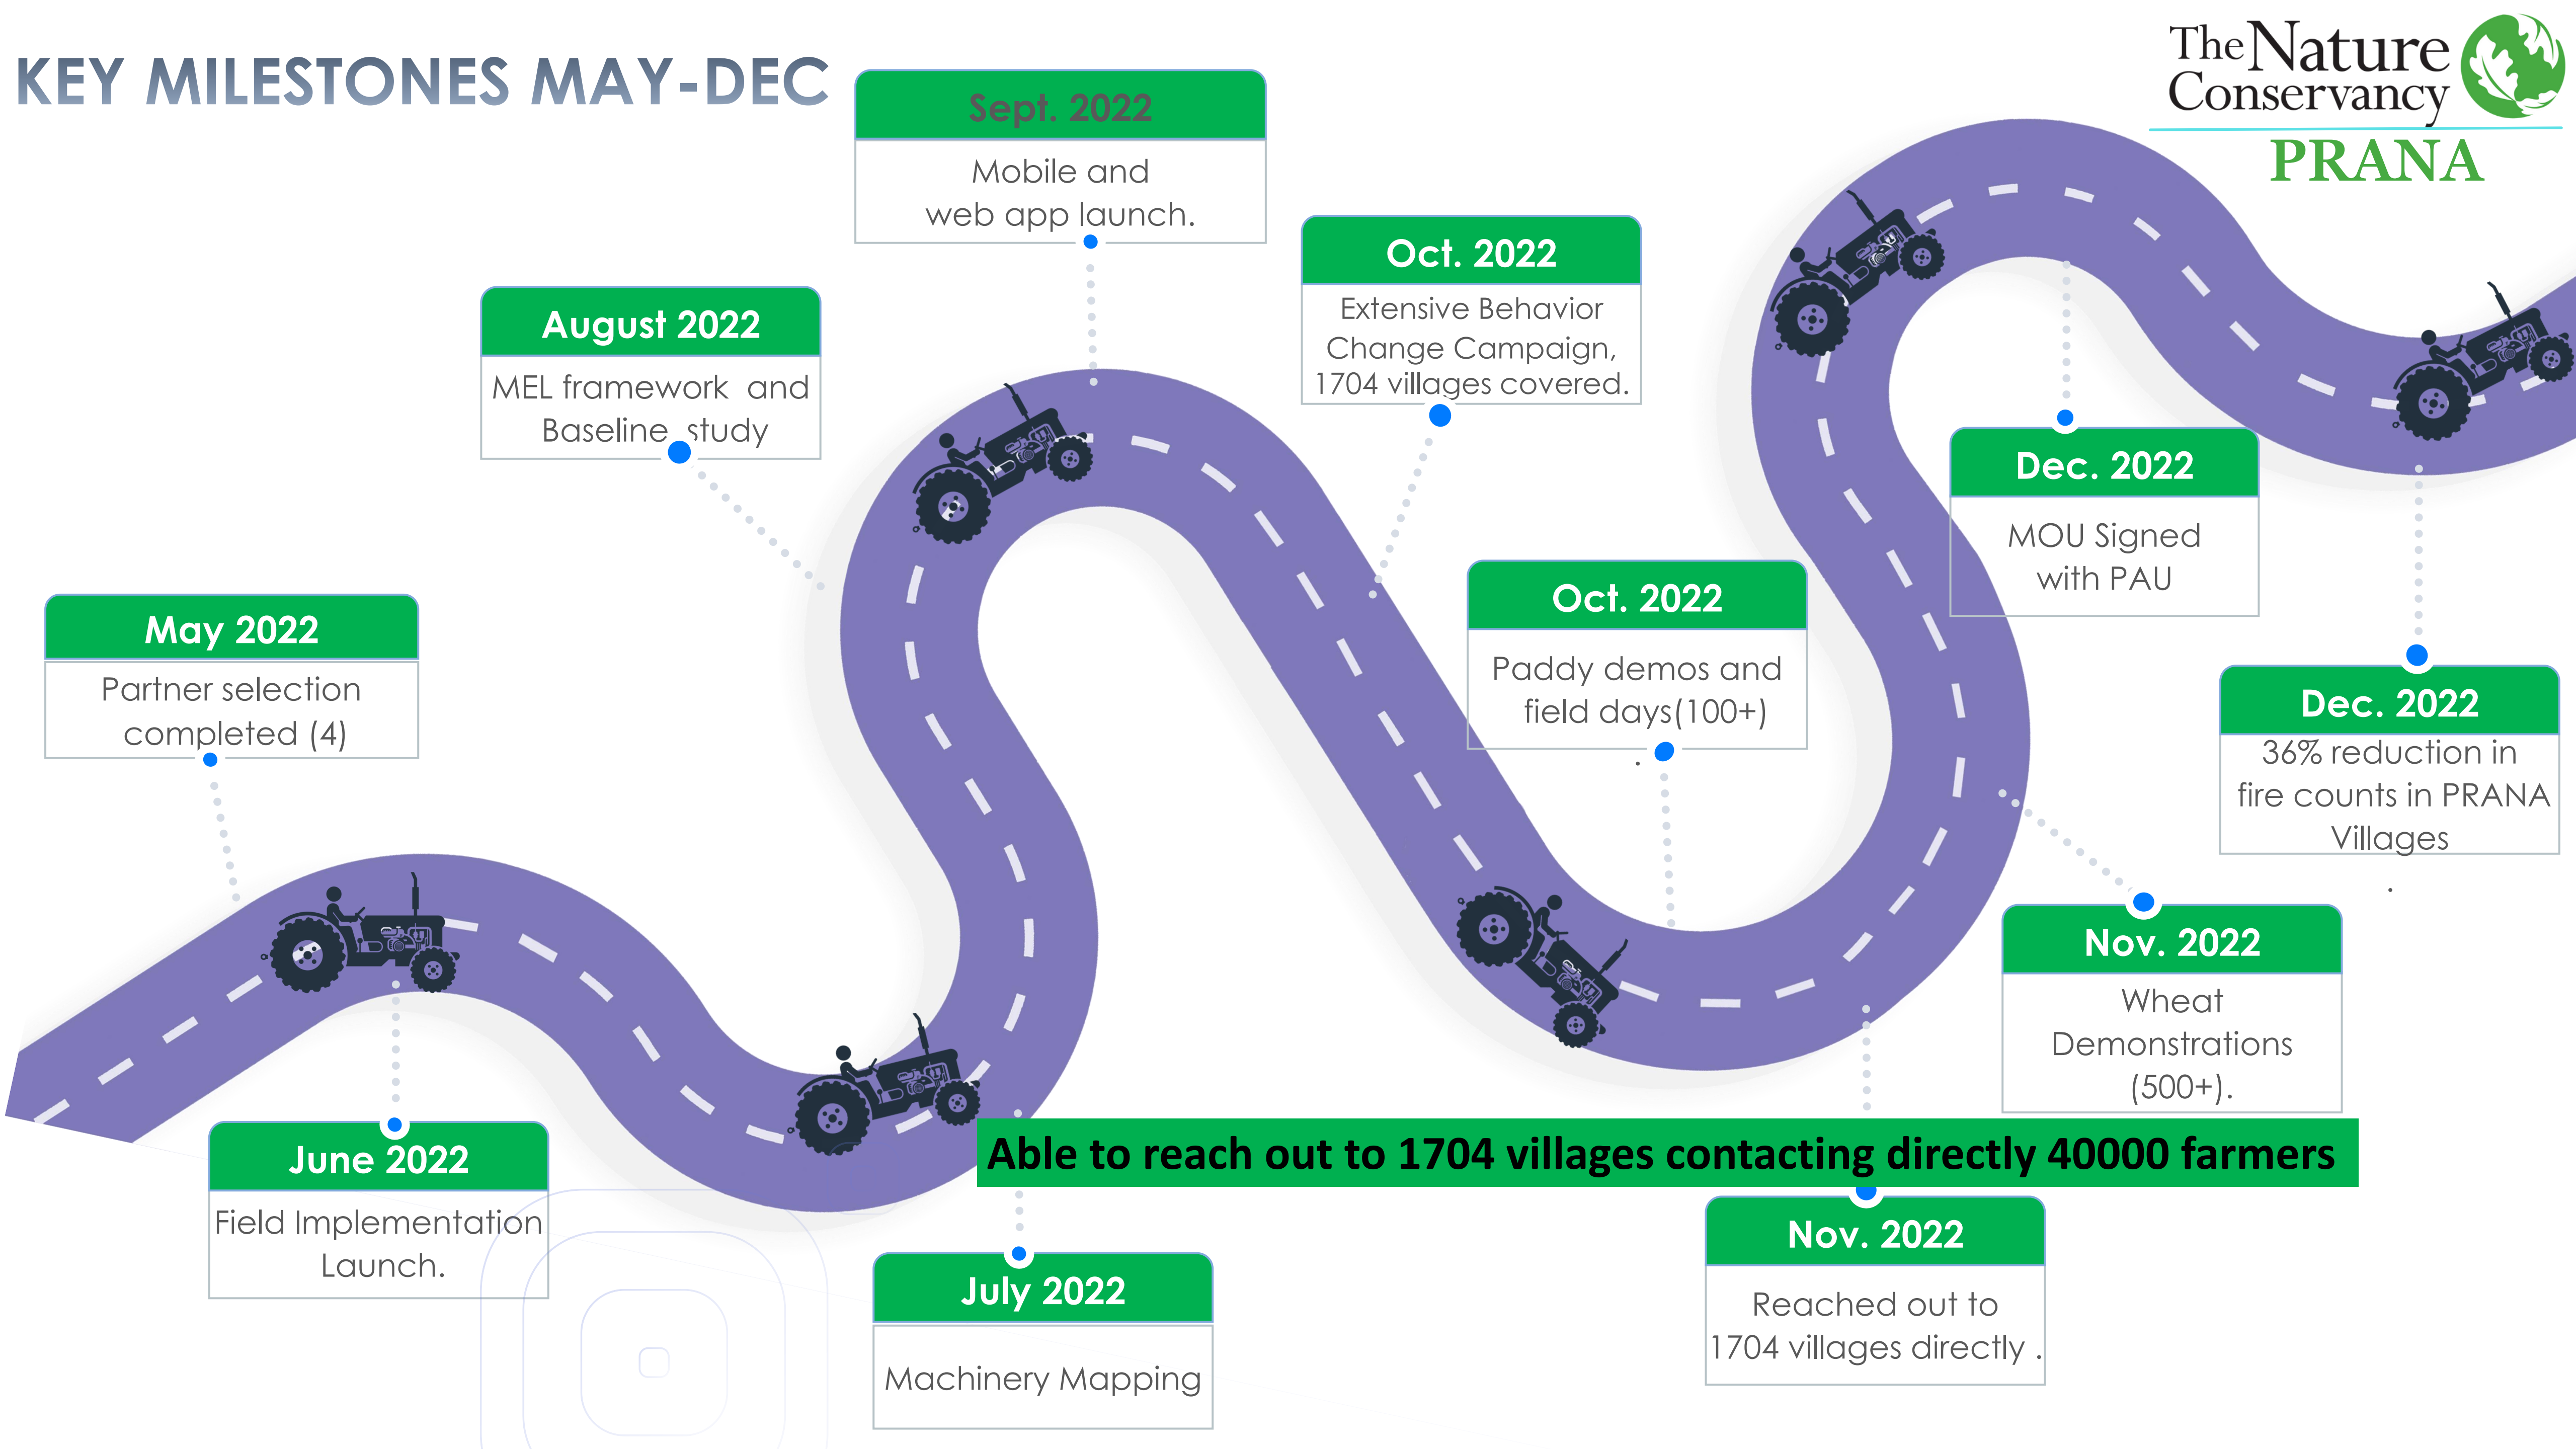 KEY MILESTONES MAY-DEC
The Nature
Conservancy
PRANA
May 2022
Partner selection
completed (4)
June 2022
Field Implementation
Launch.
July 2022
Machinery Mapping
August 2022
MEL framework and
Baseline study
Sept. 2022
Mobile and
web app launch.
Oct. 2022
Extensive Behavior
Change Campaign,
1704 villages covered.
Oct. 2022
Paddy demos and
field days(100+)
.
Nov. 2022
Reached out to
1704 villages directly .
Nov. 2022
Wheat
Demonstrations
(500+).
Dec. 2022
MOU Signed
with PAU
Dec. 2022
36% reduction in
fire counts in PRANA
Villages
.
Able to reach out to 1704 villages contacting directly 40000 farmers